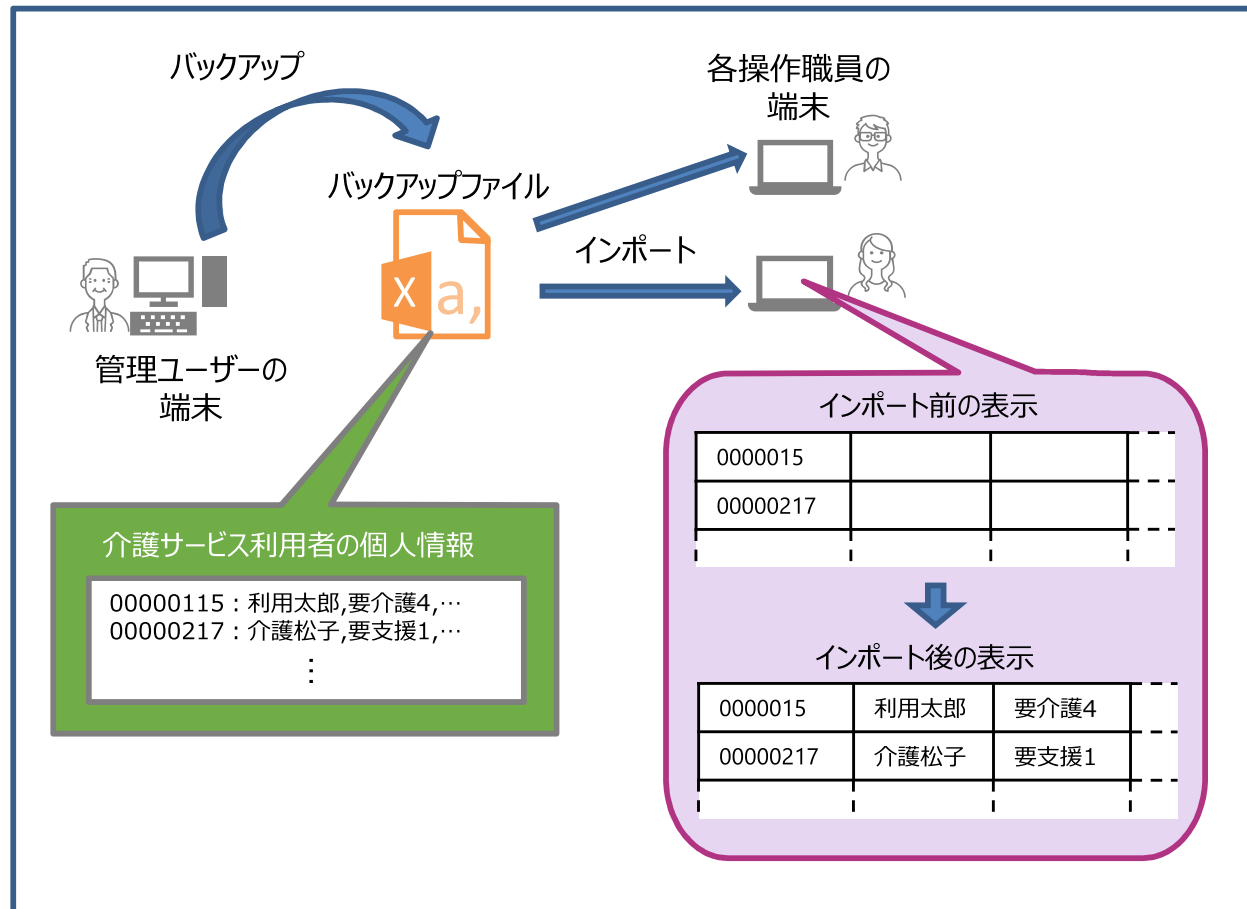 バックアップ
各操作職員の
端末
バックアップファイル
X a,
インポート
管理ユーザーの
端末
介護サービス利用者の個人情報
00000115：利用太郎,要介護4,…
00000217：介護松子,要支援1,…
⋮
インポート前の表示
0000015
00000217
インポート後の表示
0000015 利用太郎 要介護4
00000217 介護松子 要支援1